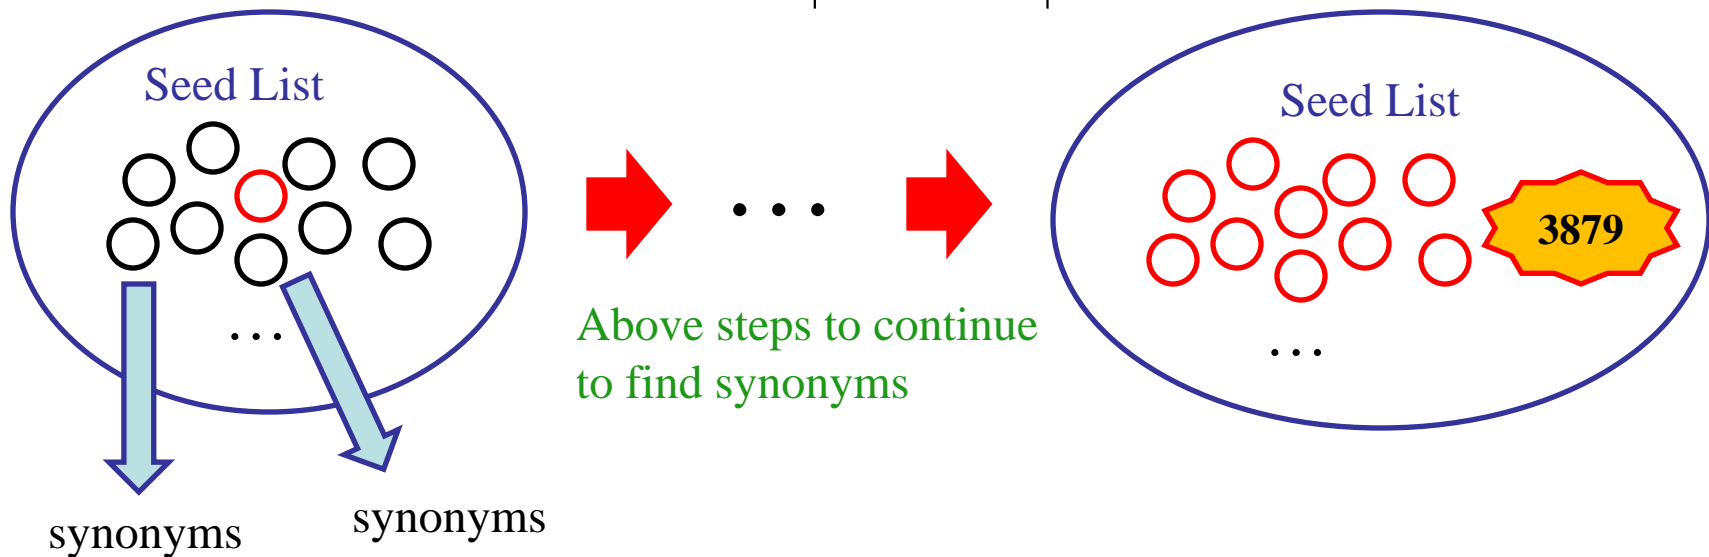 Seed List
...
synonyms
synonyms
...
Above steps to continue
to find synonyms
Seed List
3879
...